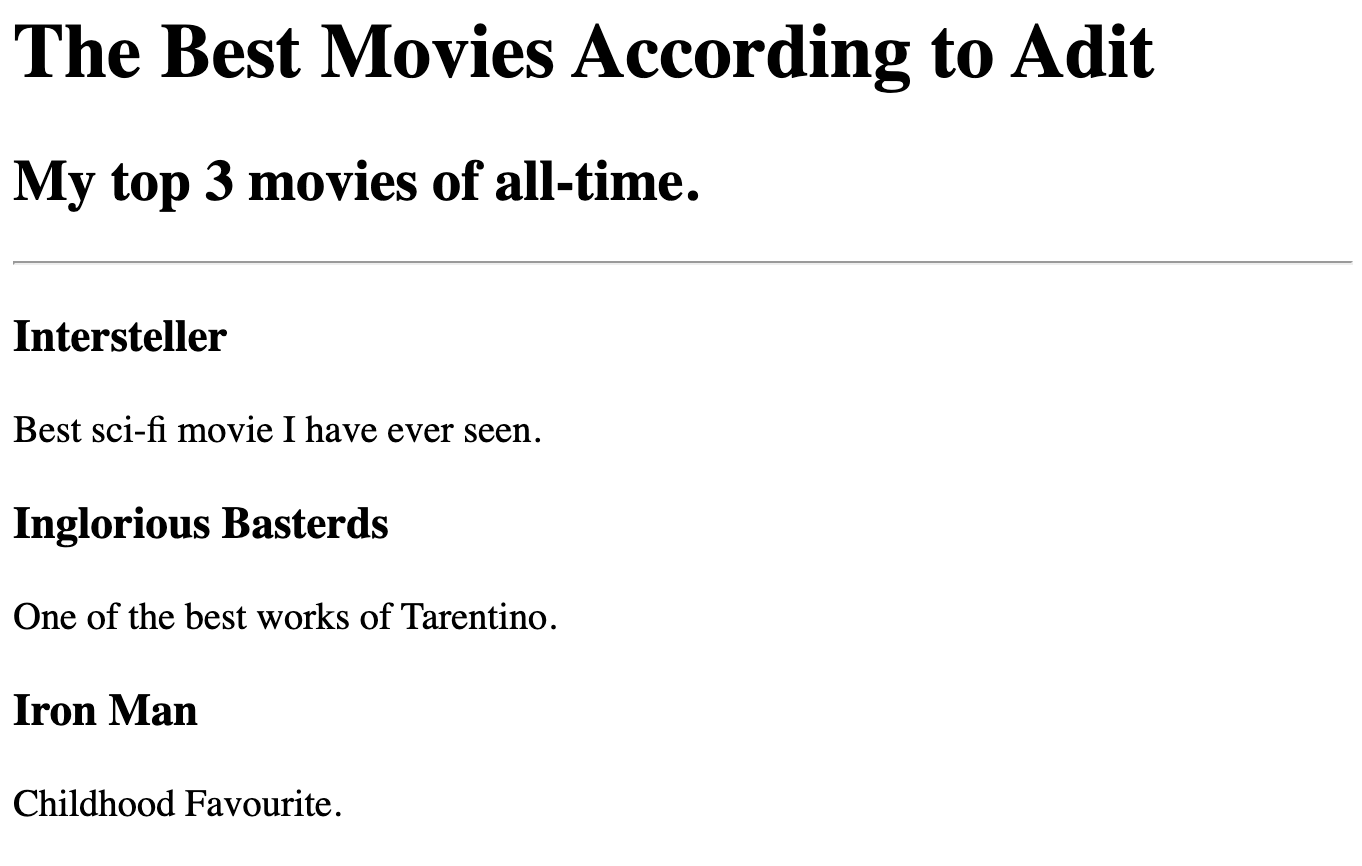 The Best Movies According to Adit
My top 3 movies of all-time.
Intersteller
Best sci-fi movie I have ever seen.
Inglorious Basterds
One of the best works of Tarentino.
Iron Man
Childhood Favourite.